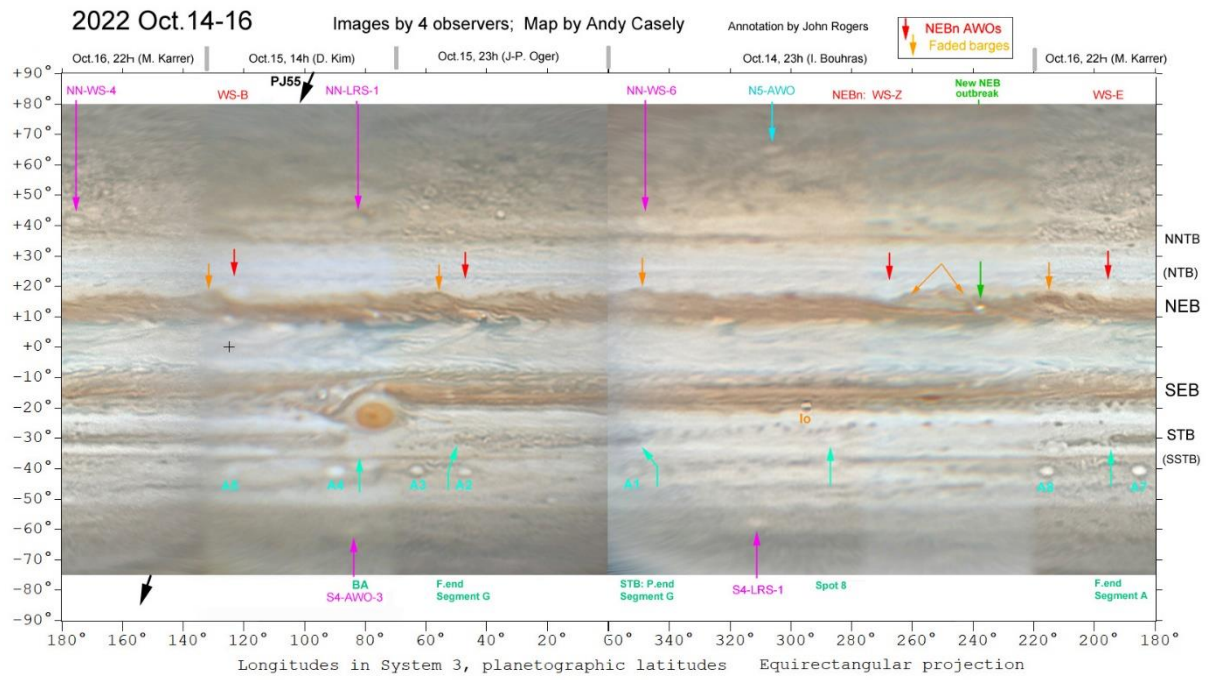 2022 Oct.14-16
Images by 4 observers; Map by Andy Casely
Annotation by John Rogers
NEBn AWOs
Faded barges
Oct.16, 22H (M. Karrer)
Oct.15, 14h (D. Kim)
Oct.15, 23h (J-P. Oger)
Oct.14, 23h (I. Bouhras)
Oct.16, 22H (M. Karrer)
+90°
PJ55
NN-WS-4
WS-B
NN-LRS-1
NN-WS-6
N5-AWO
NEBn: WS-Z
New NEB
outbreak
WS-E
+80°
+70°
+60°
+50°
+40°
NNTB
+30°
(NTB)
+20°
NEB
+10°
+0°
-10°
SEB
-20°
Io
-30°
STB
(SSTB)
-40°
A5
A4
A3
A2
A1
A8
A7
-50°
-60°
-70°
-80°
BA
S4-AWO-3
F.end
Segment G
STB: P.end
Segment G
S4-LRS-1
Spot 8
F.end
Segment A
-90°
180° 160° 140° 120° 100° 80° 60° 40° 20° 60° 340° 320° 300° 280° 260° 240° 220° 200° 180°
Longitudes in System 3, planetographic latitudes Equirectangular projection